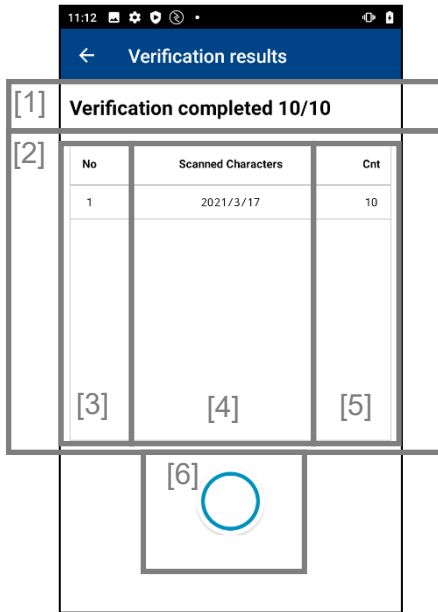 11:12
Verification results
[1]
Verification completed 10/10
[2]
No Scanned Characters Cnt
1 2021/3/17 10
[3] [4] [5]
[6]